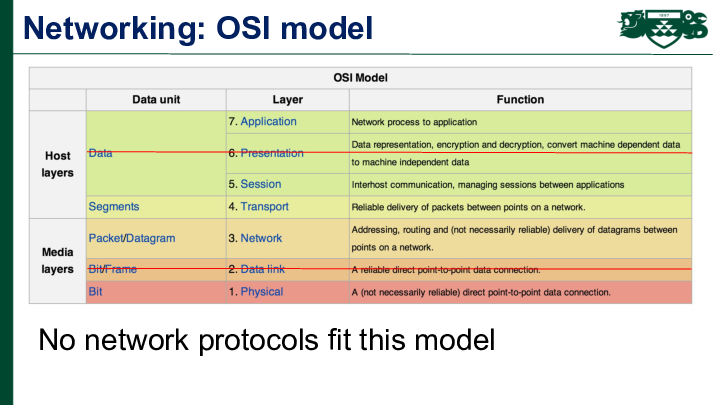 Networking: OSI model
OSI Model
Data unit Layer Function
Host layers
Data
7. Application Network process to application
6. Presentation Data representation, encryption and decryption, convert machine dependent data
to machine independent data
5. Session Interhost communication, managing sessions between applications
Segments 4. Transport Reliable delivery of packets between points on a network.
Media layers
Packet/Datagram 3. Network Addressing, routing and (not necessarily reliable) delivery of datagrams between
points on a network.
Bit/Frame 2. Data link A reliable direct point-to-point data connection.
Bit 1. Physical A (not necessarily reliable) direct point-to-point data connection.
No network protocols fit this model